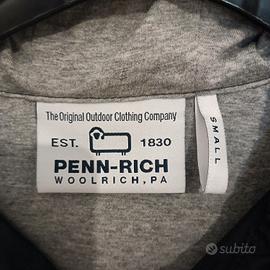 The Original Outdoor Clothing Company
EST. 1830
PENN-RICH
WOOLRICH, PA
SMALL
subito